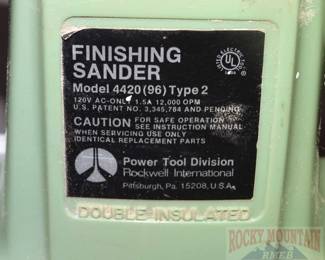 FINISHING
SANDER
Model 4420 (96) Type 2
120V AC-ONLY 1.5A 12,000 OPM
U.S. PATENT NO. 3,345,784 AND PENDING
CAUTION FOR SAFE OPERATION
SEE INSTRUCTION MANUAL
WHEN SERVICING USE ONLY
IDENTICAL REPLACEMENT PARTS
Power Tool Division
Rockwell International
Pittsburgh, Pa. 15208, U.S.A.
DOUBLE INSULATED
UL
ROCKY MOUNTAIN